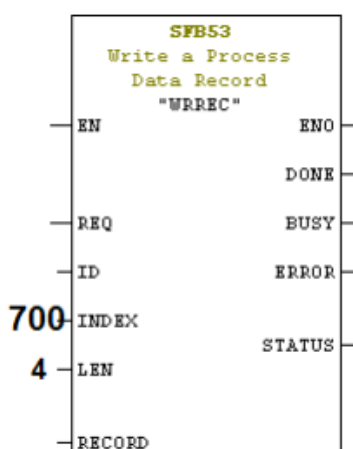 SFB53
Write a Process
Data Record
"WRREC"
EN ENO
DONE
REQ BUSY
ID ERROR
700 INDEX
STATUS
4 LEN
RECORD